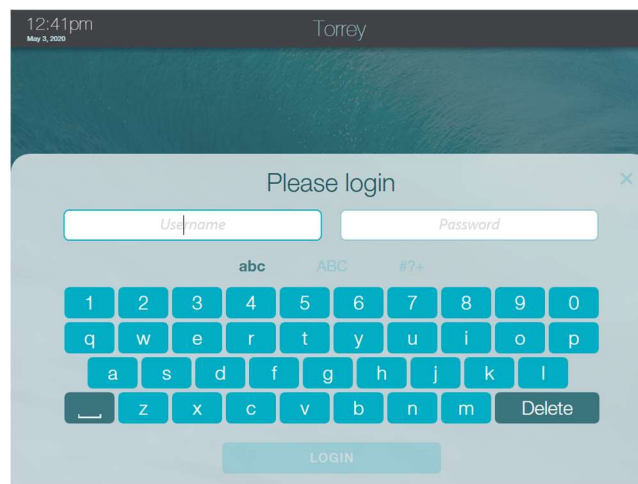 12:41pm
May 3, 2020
Torrey
Please login
×
Username
Password
abc ABC #?+
1 2 3 4 5 6 7 8 9 0
q w e r t y u i o p
a s d f g h j k l
z x c v b n m Delete
LOGIN